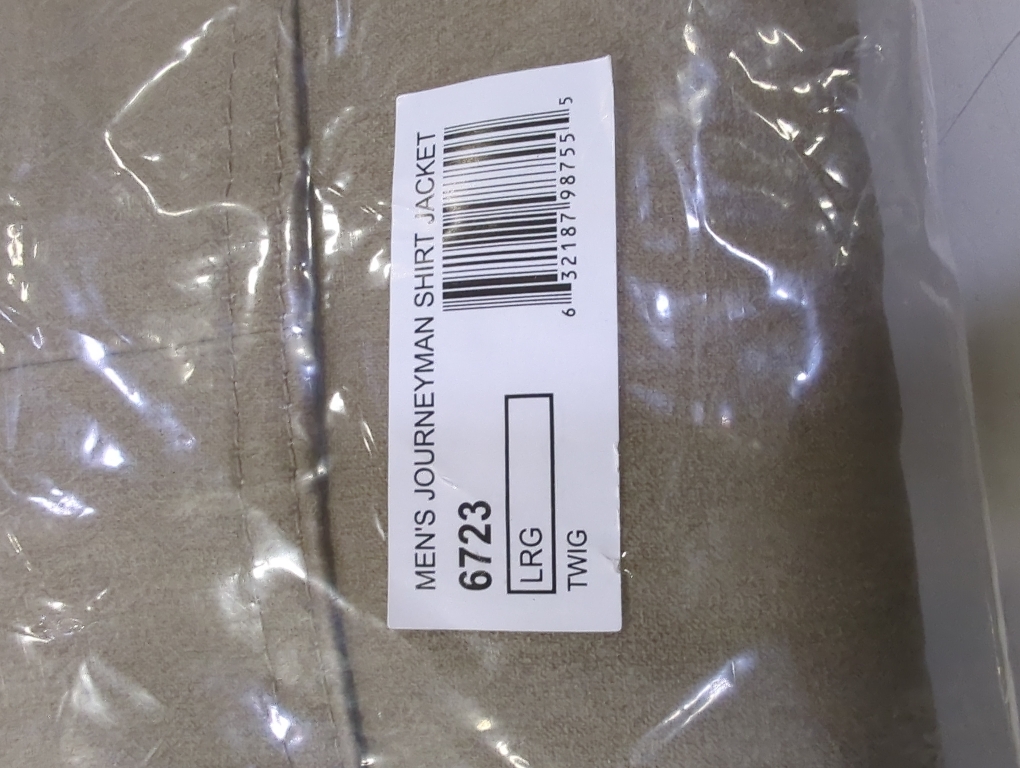 MEN'S JOURNEYMAN SHIRT JACKET
6723
LRG
TWIG
6 32187 98755 5